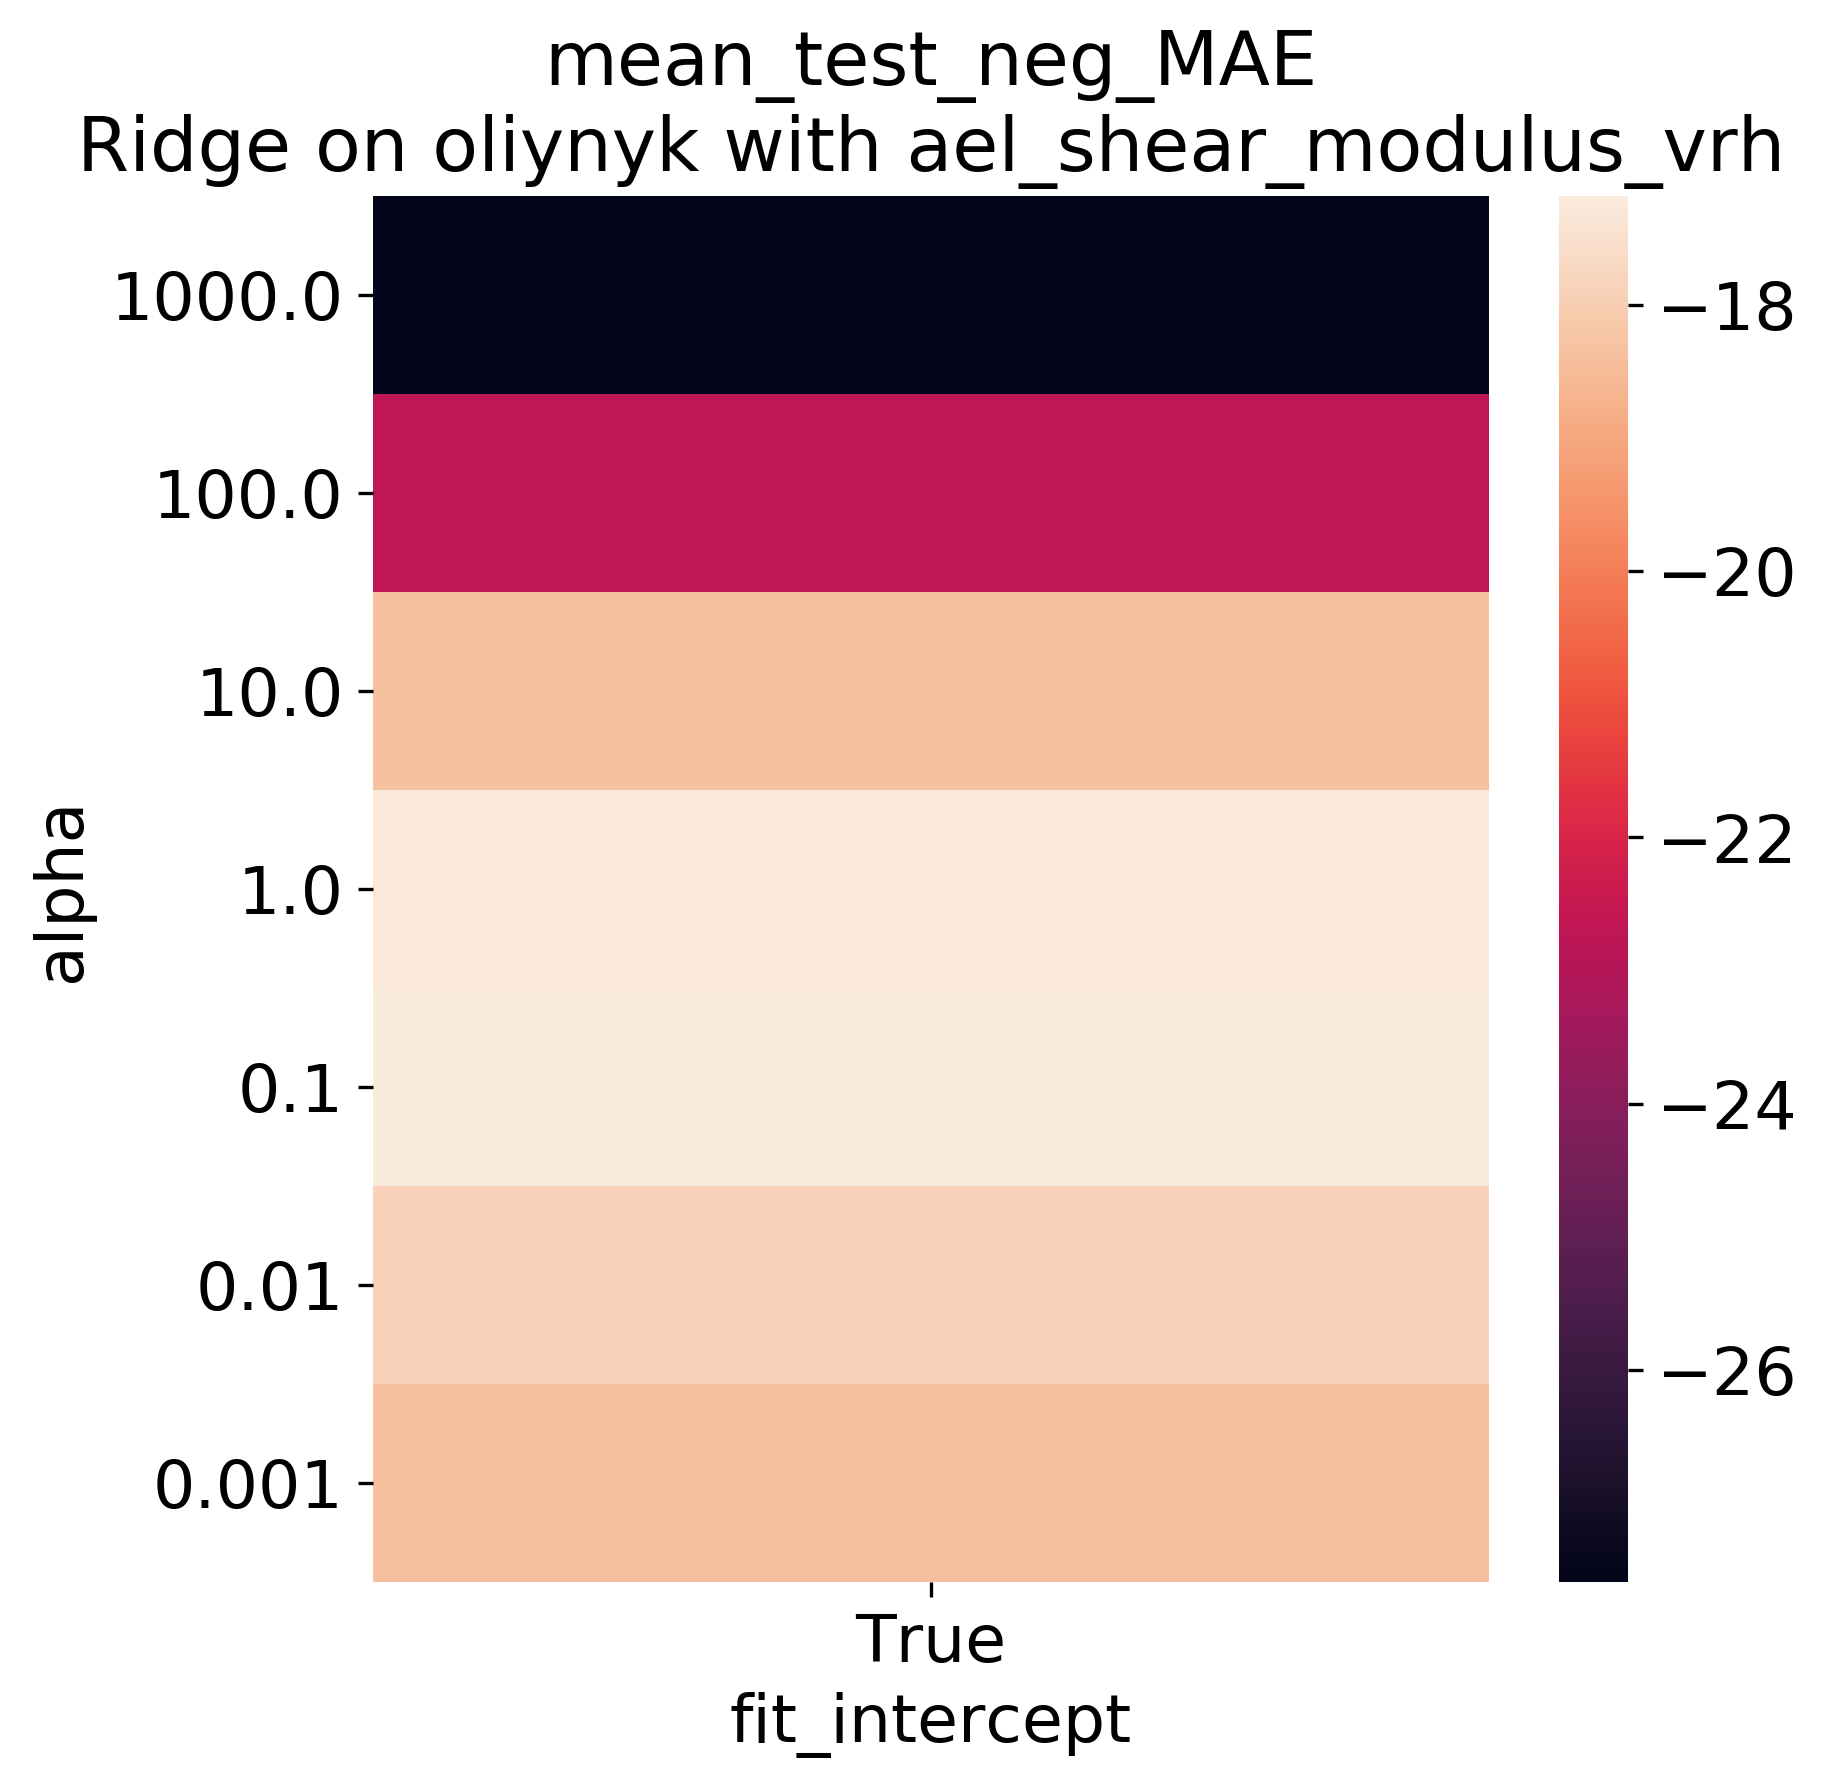 mean_test_neg_MAE
Ridge on oliynyk with ael_shear_modulus_vrh
1000.0
100.0
10.0
1.0
0.1
0.01
0.001
alpha
True
fit_intercept
−18
−20
−22
−24
−26